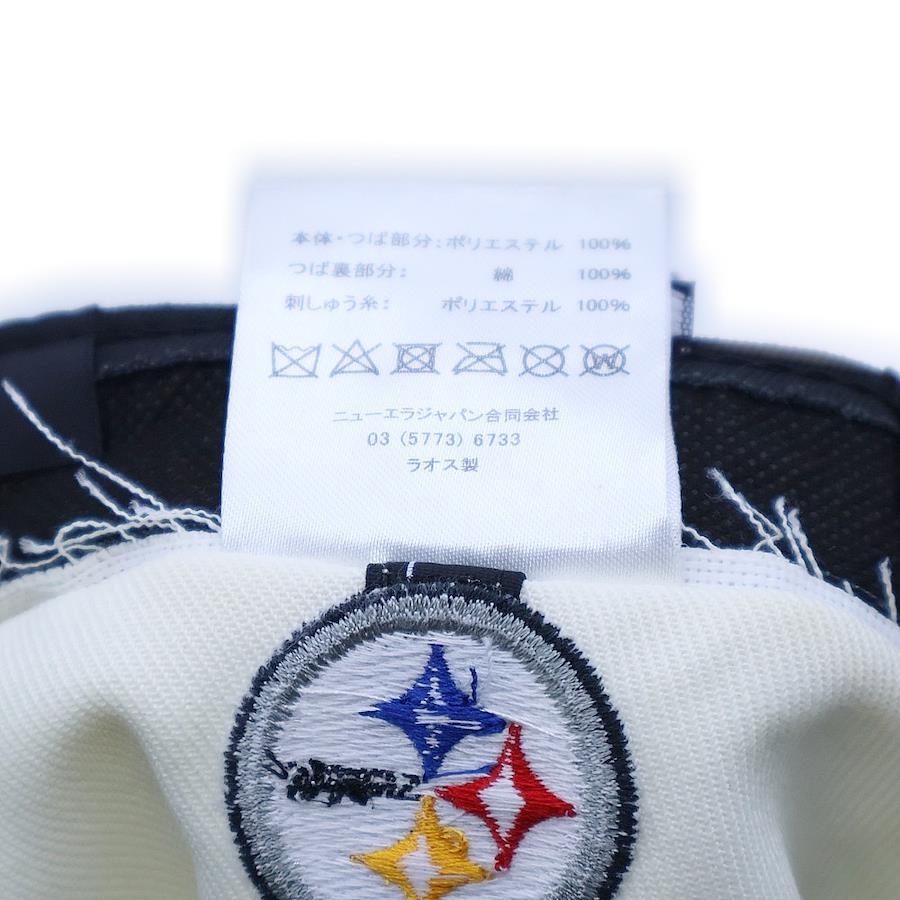 本体・つば部分:ポリエステル 100%
つば裏部分: 綿 100%
刺しゅう糸: ポリエステル 100%
W
ニューエラジャパン合同会社
03 (5773) 6733
ラオス製